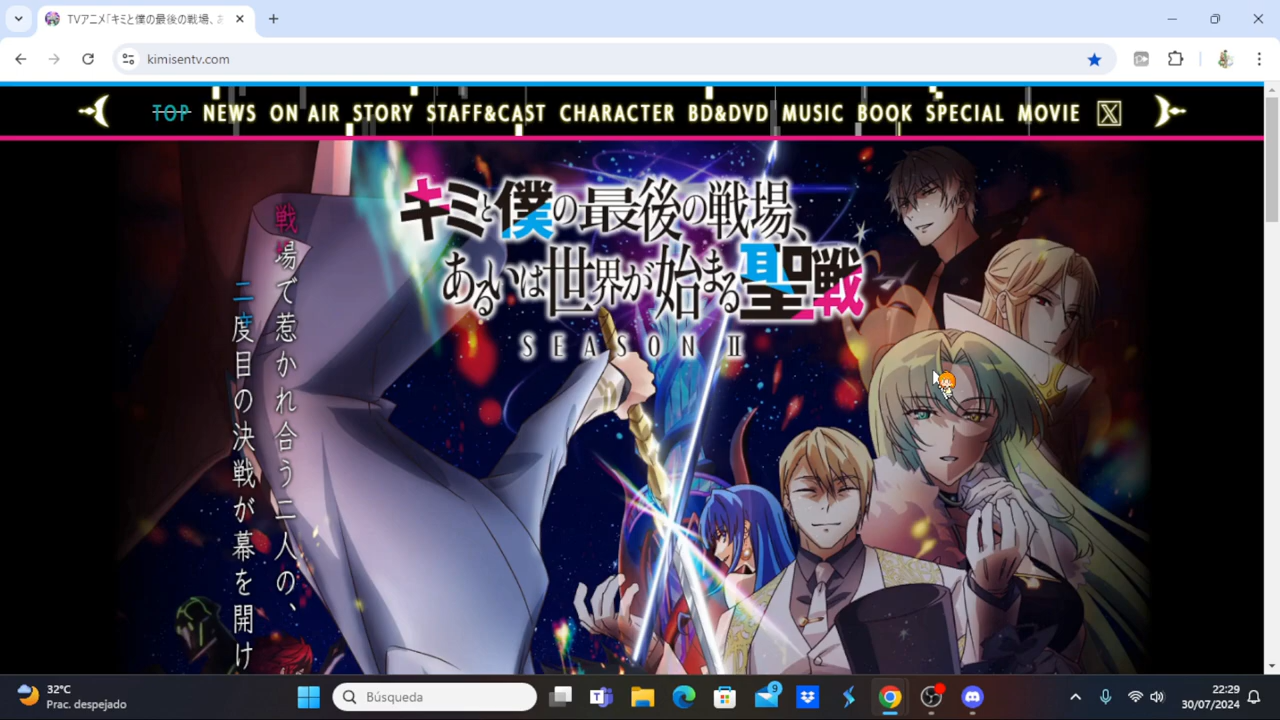 TVアニメ「キミと僕の最後の戦場、あ
kimisentv.com
TOP NEWS ON AIR STORY STAFF&CAST CHARACTER BD&DVD MUSIC BOOK SPECIAL MOVIE X
キミと僕の最後の戦場、
あるいは世界が始まる聖戦
SEASON II
戦場で惹かれ合う二人の、
二度目の決戦が幕を開け
32°C
Prac. despejado
Búsqueda
9
22:29
30/07/2024